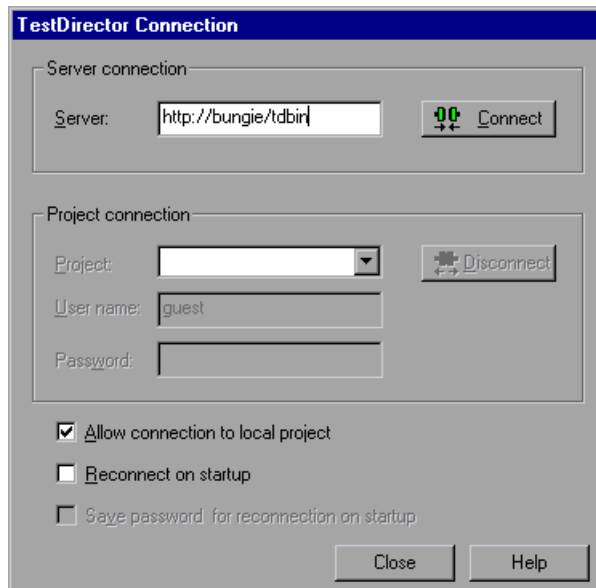 TestDirector Connection
Server connection
Server: http://bungie/tdbin Connect
Project connection
Project: Disconnect
User name: guest
Password:
Allow connection to local project
Reconnect on startup
Save password for reconnection on startup
Close Help